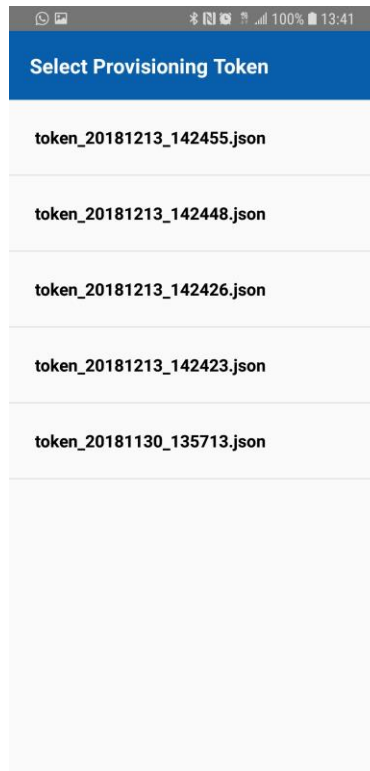 100% 13:41
Select Provisioning Token
token_20181213_142455.json
token_20181213_142448.json
token_20181213_142426.json
token_20181213_142423.json
token_20181130_135713.json